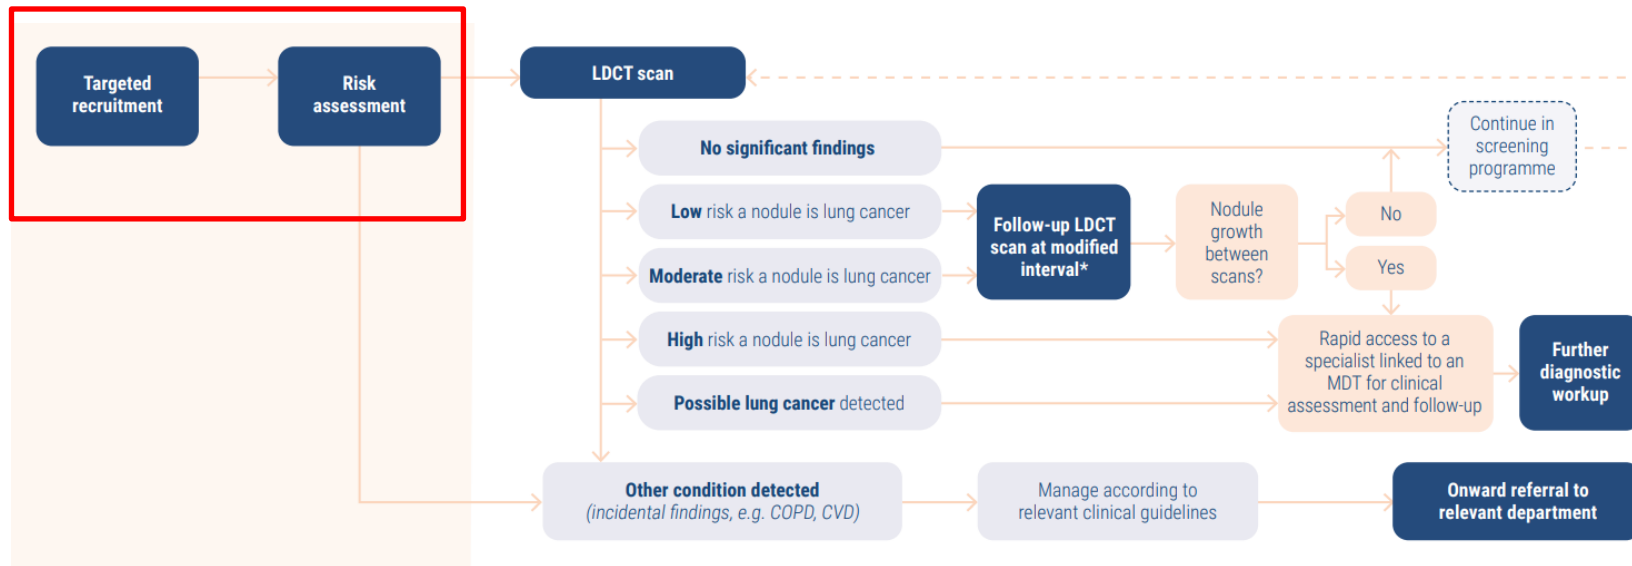 Targeted
recruitment
Risk
assessment
LDCT scan
No significant findings
Low risk a nodule is lung cancer
Moderate risk a nodule is lung cancer
High risk a nodule is lung cancer
Possible lung cancer detected
Other condition detected
(incidental findings, e.g. COPD, CVD)
Follow-up LDCT
scan at modified
interval*
Nodule
growth
between
scans?
No
Yes
Continue in
screening
programme
Rapid access to a
specialist linked to an
MDT for clinical
assessment and follow-up
Further
diagnostic
workup
Manage according to
relevant clinical guidelines
Onward referral to
relevant department